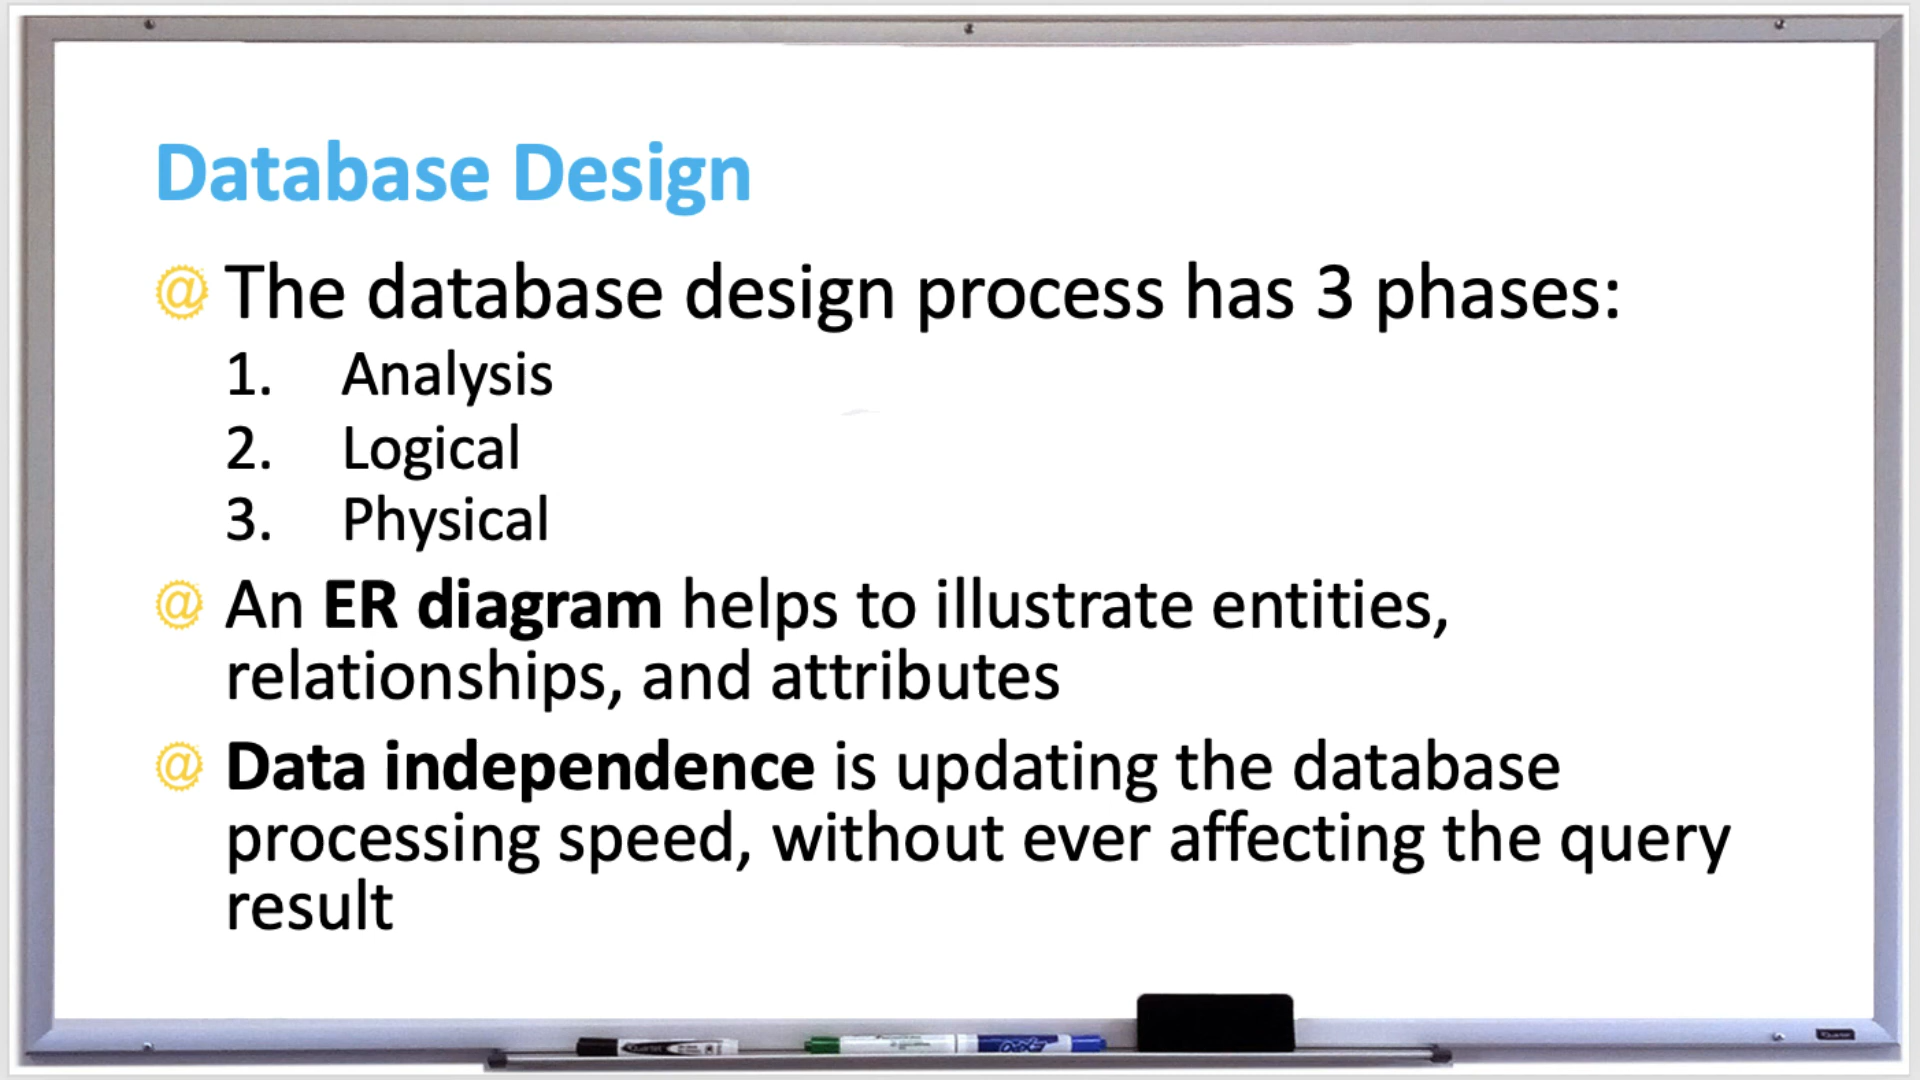 Database Design
@ The database design process has 3 phases:
1. Analysis
2. Logical
3. Physical
@ An ER diagram helps to illustrate entities,
relationships, and attributes
@ Data independence is updating the database
processing speed, without ever affecting the query
result